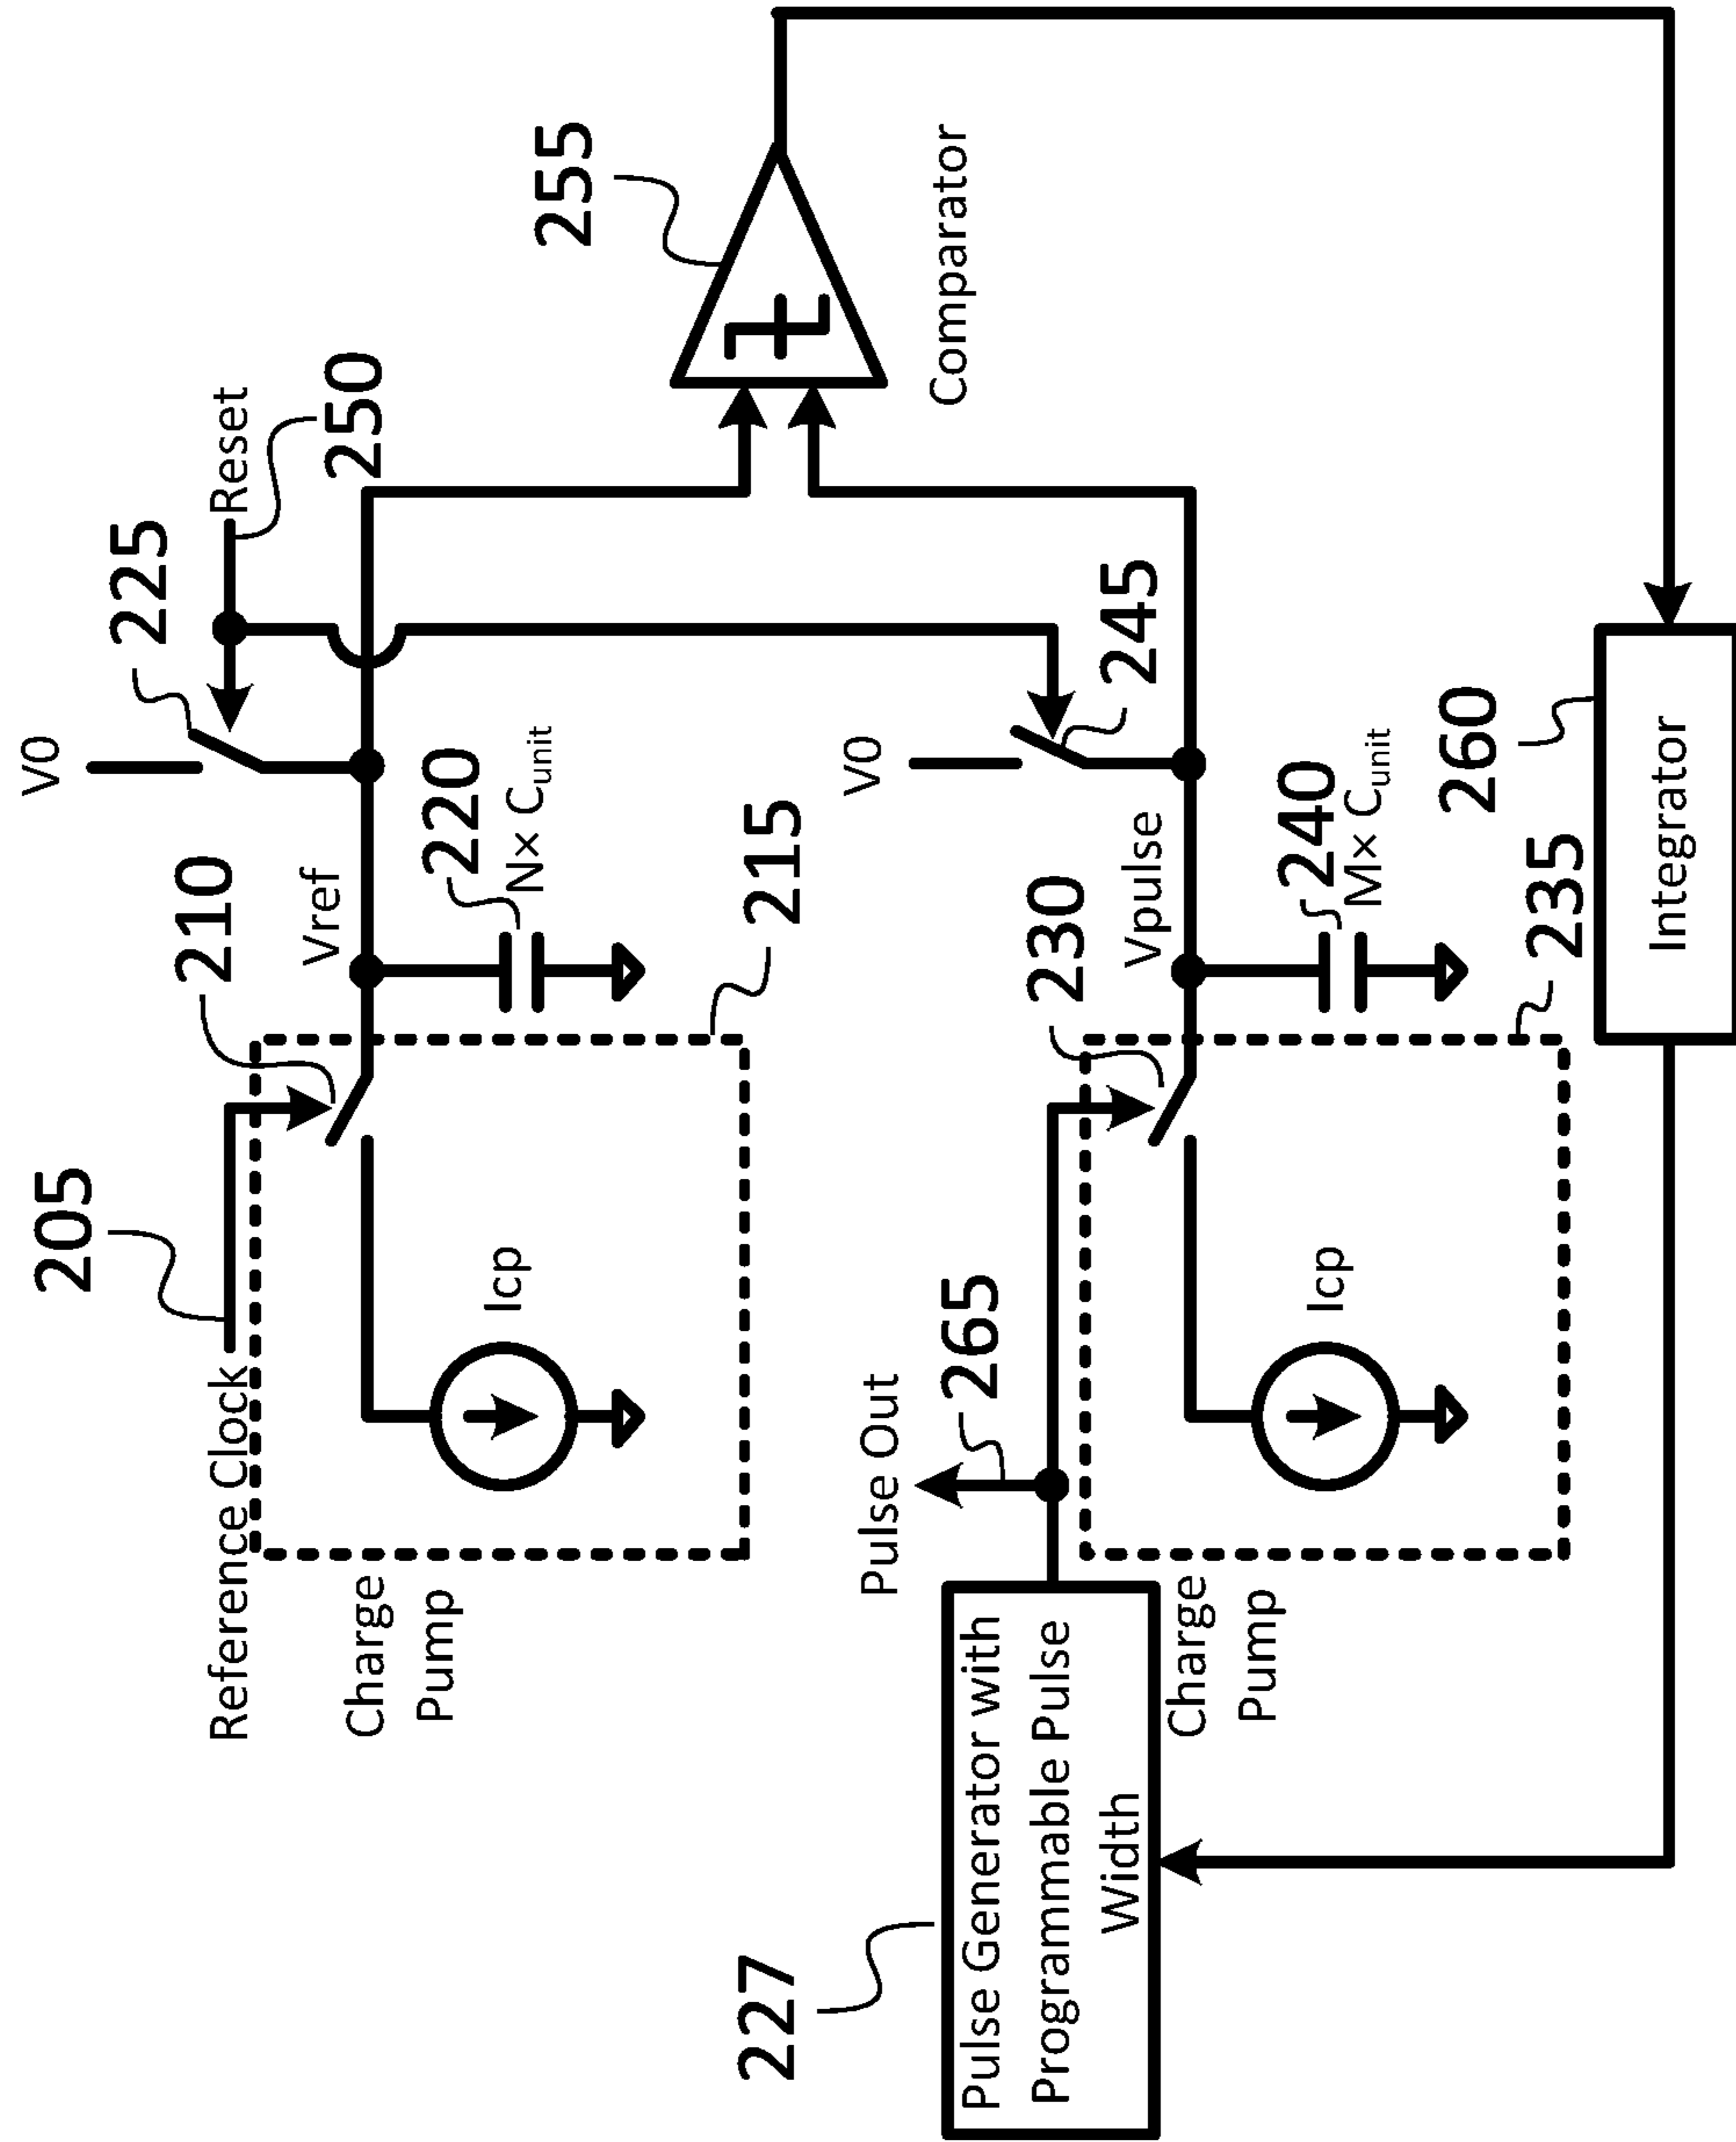 V0
225
Reset
250
210
Vref
220
N× Cunit
215
205
Reference Clock
Icp
Charge
Pump
255
Comparator
V0
245
230
Vpulse
240
M× Cunit
235
Pulse Out
265
Icp
Charge
Pump
227
Pulse Generator with
Programmable Pulse
Width
260
Integrator